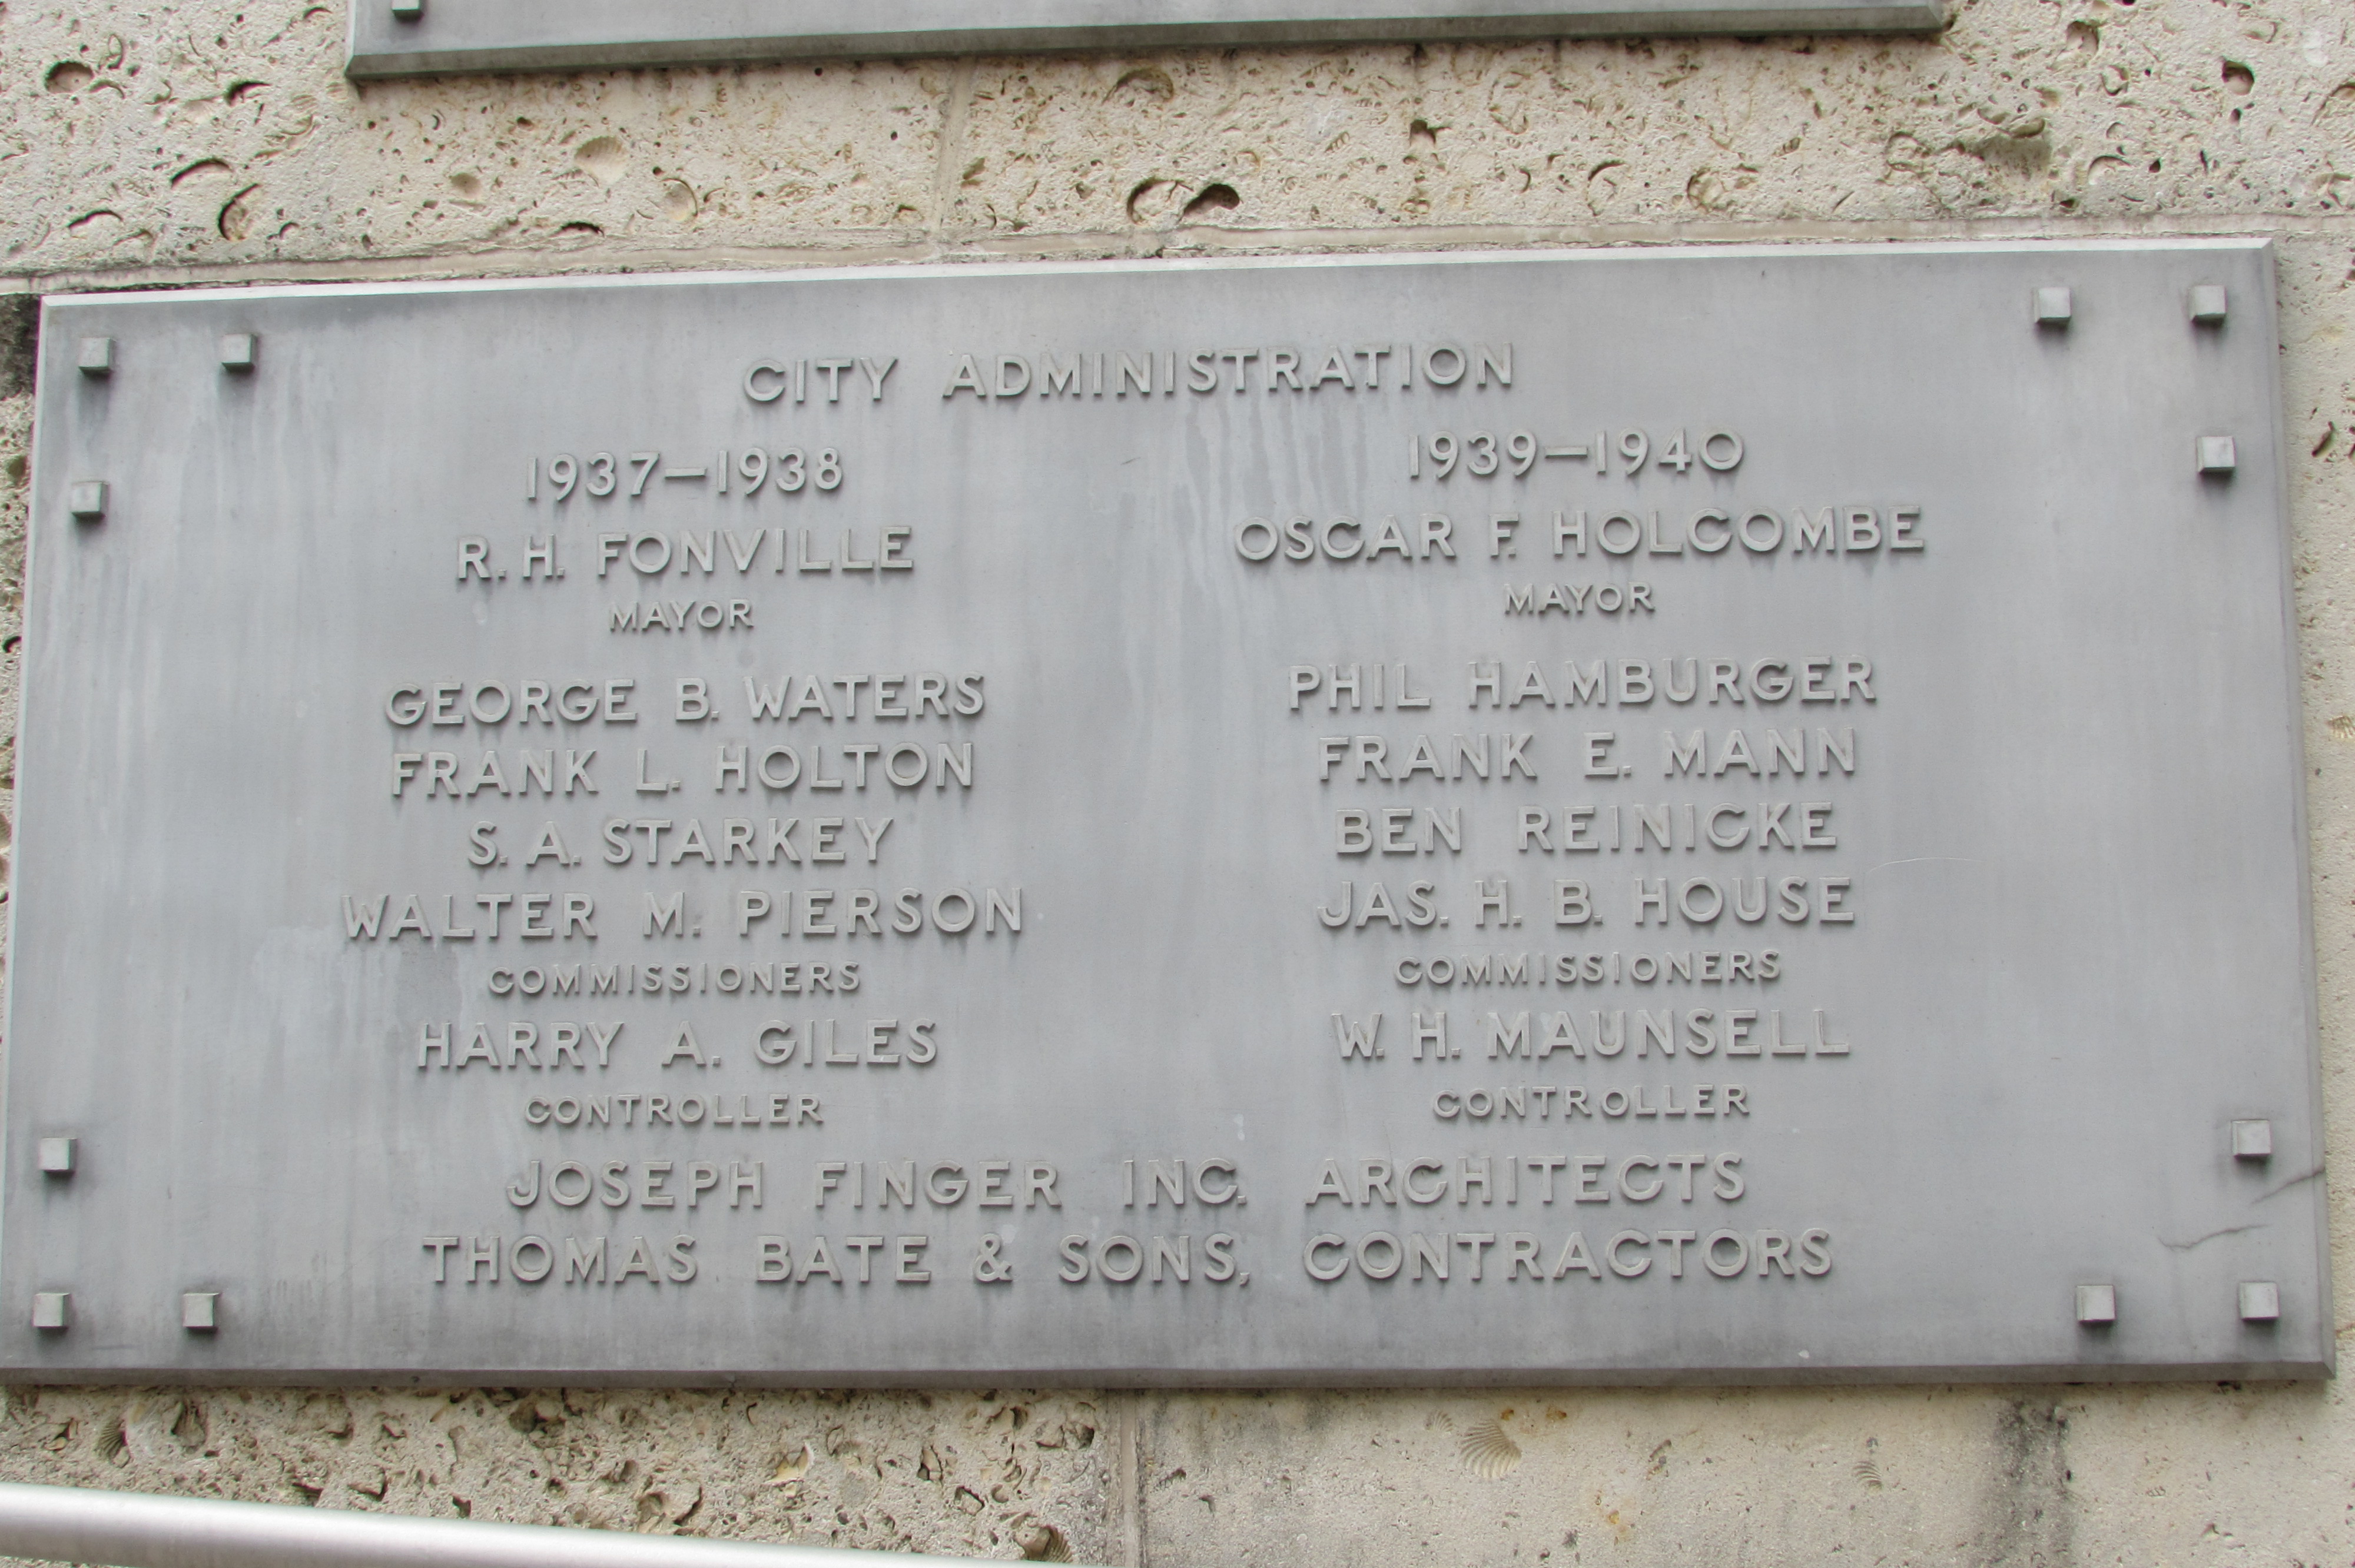 CITY ADMINISTRATION
1937—1938
R. H. FONVILLE
MAYOR
GEORGE B. WATERS
FRANK L. HOLTON
S. A. STARKEY
WALTER M. PIERSON
COMMISSIONERS
HARRY A. GILES
CONTROLLER
1939—1940
OSCAR F. HOLCOMBE
MAYOR
PHIL HAMBURGER
FRANK E. MANN
BEN REINICKE
JAS. H. B. HOUSE
COMMISSIONERS
W. H. MAUNSELL
CONTROLLER
JOSEPH FINGER INC. ARCHITECTS
THOMAS BATE & SONS, CONTRACTORS